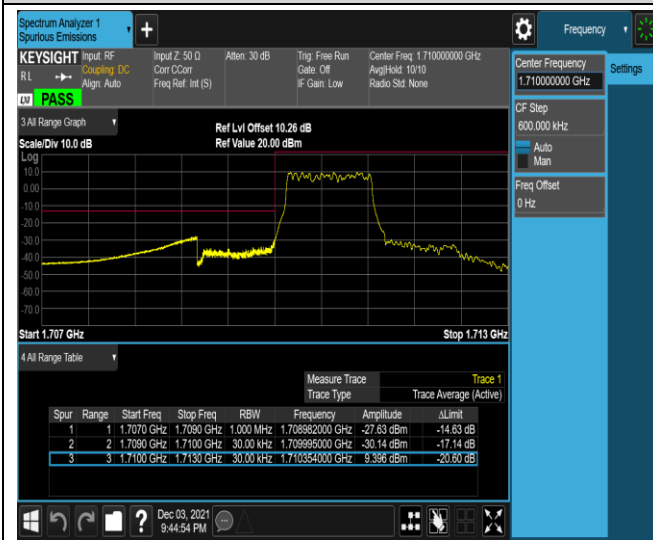 Spectrum Analyzer 1
Spurious Emissions
+
Frequency
KEYSIGHT Input: RF Input Z: 50 Ω Atten: 30 dB Trig: Free Run Center Freq: 1.710000000 GHz
R L Coupling: DC Corr CCorr Gate: Off Avg|Hold: 10/10
Align: Auto Freq Ref: Int (S) IF Gain: Low Radio Std: None
LXI PASS
Center Frequency
1.710000000 GHz
Settings
CF Step
600.000 kHz
Auto
Man
Freq Offset
0 Hz
3 All Range Graph
Ref Lvl Offset 10.26 dB
Scale/Div 10.0 dB Ref Value 20.00 dBm
Log
10.0
0.00
-10.0
-20.0
-30.0
-40.0
-50.0
-60.0
-70.0
Start 1.707 GHz Stop 1.713 GHz
4 All Range Table
Measure Trace Trace 1
Trace Type Trace Average (Active)
Spur Range Start Freq Stop Freq RBW Frequency Amplitude ΔLimit
1 1 1.7070 GHz 1.7090 GHz 1.000 MHz 1.708982000 GHz -27.63 dBm -14.63 dB
2 2 1.7090 GHz 1.7100 GHz 30.00 kHz 1.709995000 GHz -30.14 dBm -17.14 dB
3 3 1.7100 GHz 1.7130 GHz 30.00 kHz 1.710354000 GHz 9.396 dBm -20.60 dB
? Dec 03, 2021
9:44:54 PM